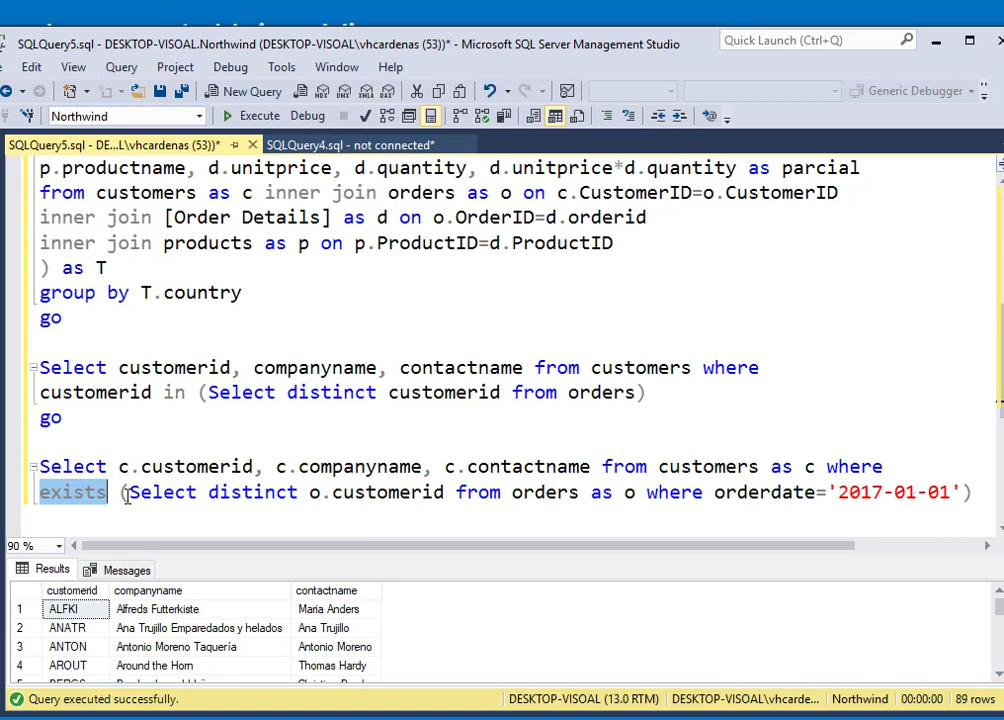 SQLQuery5.sql - DESKTOP-VISOAL.Northwind (DESKTOP-VISOAL\vhcardenas (53))* - Microsoft SQL Server Management Studio
Quick Launch (Ctrl+Q)
Edit View Query Project Debug Tools Window Help
New Query
Generic Debugger
Northwind
Execute Debug
SQLQuery5.sql - DE...L\vhcardenas (53))* SQLQuery4.sql - not connected*
p.productname, d.unitprice, d.quantity, d.unitprice*d.quantity as parcial
from customers as c inner join orders as o on c.CustomerID=o.CustomerID
inner join [Order Details] as d on o.OrderID=d.orderid
inner join products as p on p.ProductID=d.ProductID
) as T
group by T.country
go
Select customerid, companyname, contactname from customers where
customerid in (Select distinct customerid from orders)
go
Select c.customerid, c.companyname, c.contactname from customers as c where
exists (Select distinct o.customerid from orders as o where orderdate='2017-01-01')
90 %
Results Messages
customerid companyname contactname
1 ALFKI Alfreds Futterkiste Maria Anders
2 ANATR Ana Trujillo Emparedados y helados Ana Trujillo
3 ANTON Antonio Moreno Taquería Antonio Moreno
4 AROUT Around the Horn Thomas Hardy
Query executed successfully. DESKTOP-VISOAL (13.0 RTM) DESKTOP-VISOAL\vhcarde... Northwind 00:00:00 89 rows